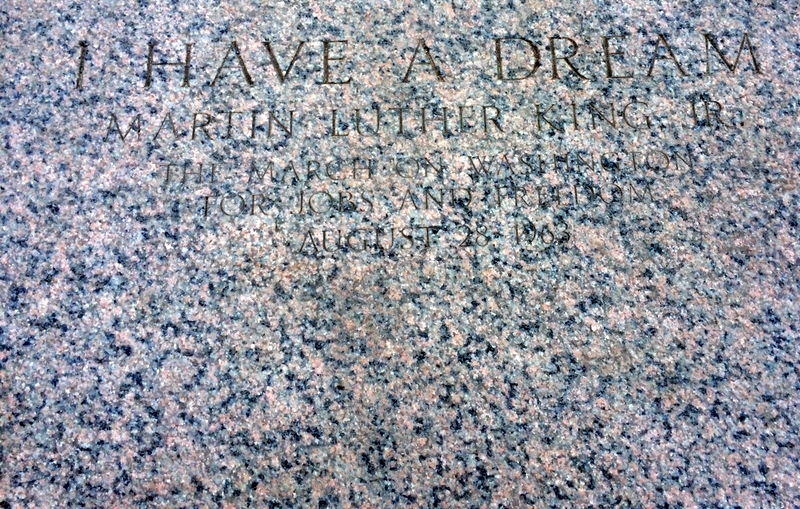 I HAVE A DREAM
MARTIN LUTHER KING, JR.
THE MARCH ON WASHINGTON
FOR JOBS AND FREEDOM
AUGUST 28 1963